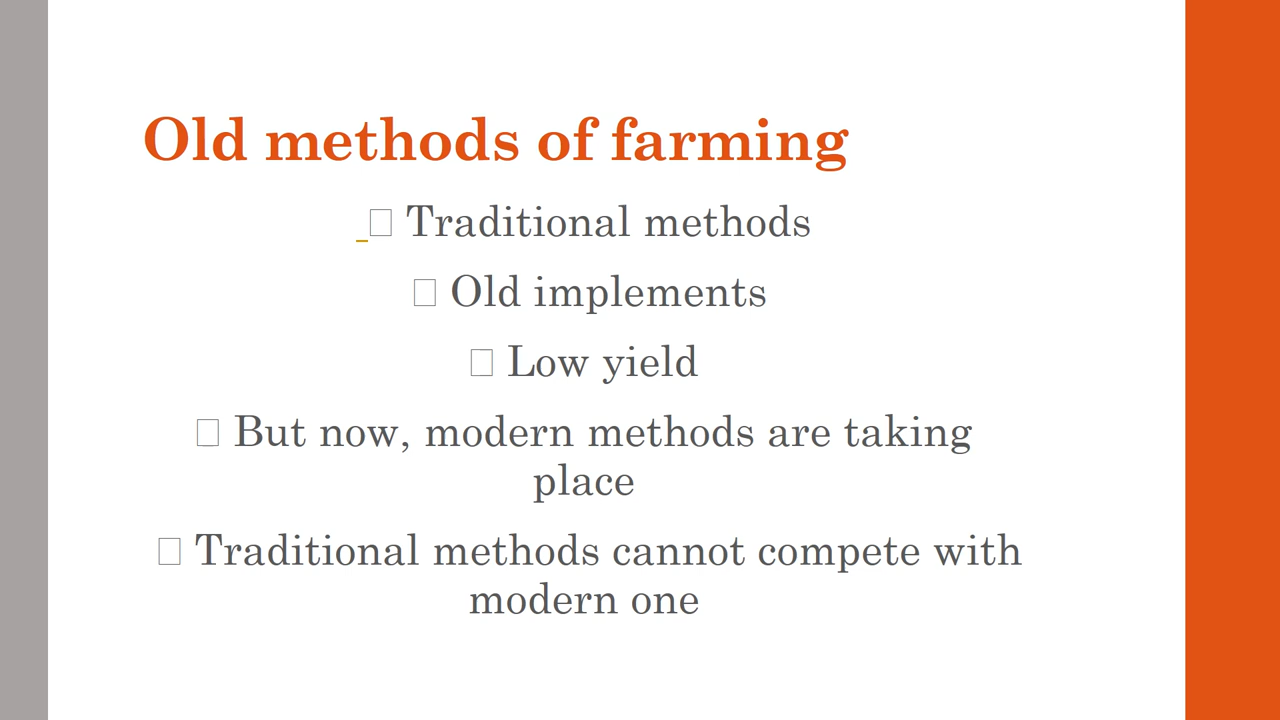 Old methods of farming
□ Traditional methods
□ Old implements
□ Low yield
□ But now, modern methods are taking
place
□ Traditional methods cannot compete with
modern one